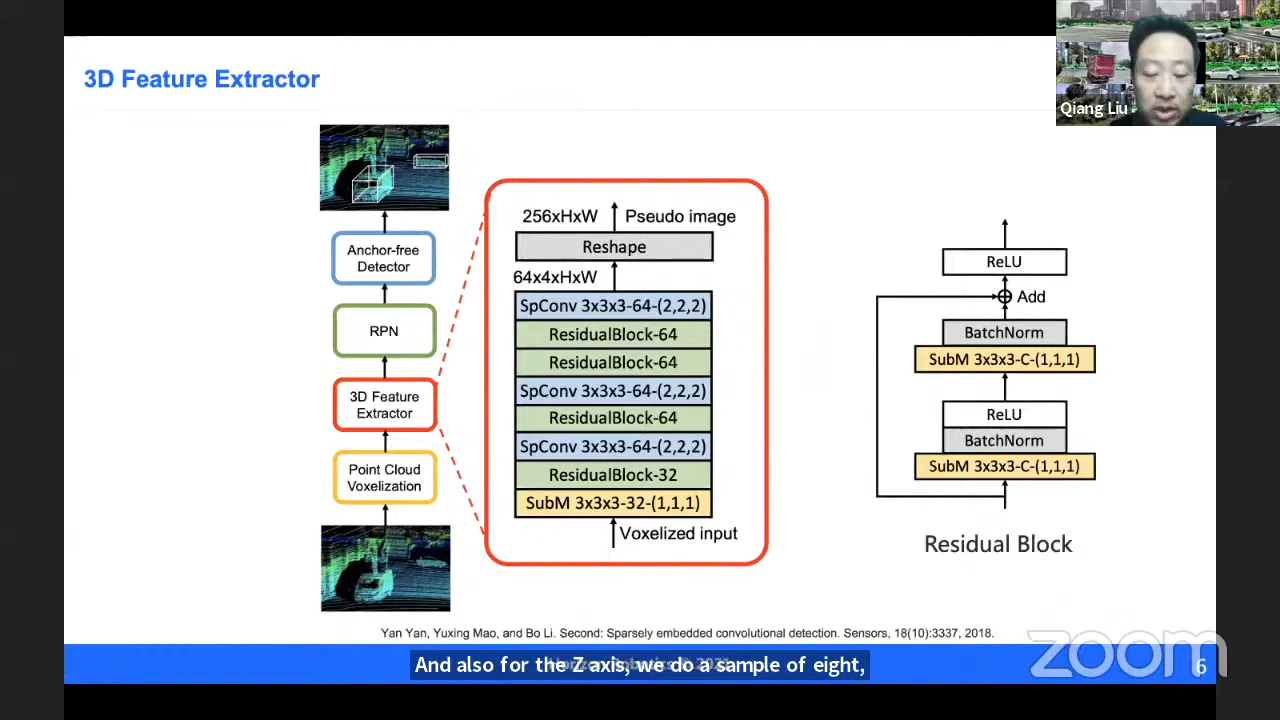 3D Feature Extractor
Qiang Liu
Anchor-free
Detector
RPN
3D Feature
Extractor
Point Cloud
Voxelization
256xHxW
Pseudo image
Reshape
64x4xHxW
SpConv 3x3x3-64-(2,2,2)
ResidualBlock-64
ResidualBlock-64
SpConv 3x3x3-64-(2,2,2)
ResidualBlock-64
SpConv 3x3x3-64-(2,2,2)
ResidualBlock-32
SubM 3x3x3-32-(1,1,1)
Voxelized input
ReLU
Add
BatchNorm
SubM 3x3x3-C-(1,1,1)
ReLU
BatchNorm
SubM 3x3x3-C-(1,1,1)
Residual Block
Yan Yan, Yuxing Mao, and Bo Li. Second: Sparsely embedded convolutional detection. Sensors, 18(10):3337, 2018.
And also for the Z axis, we do a sample of eight,
zoom
6